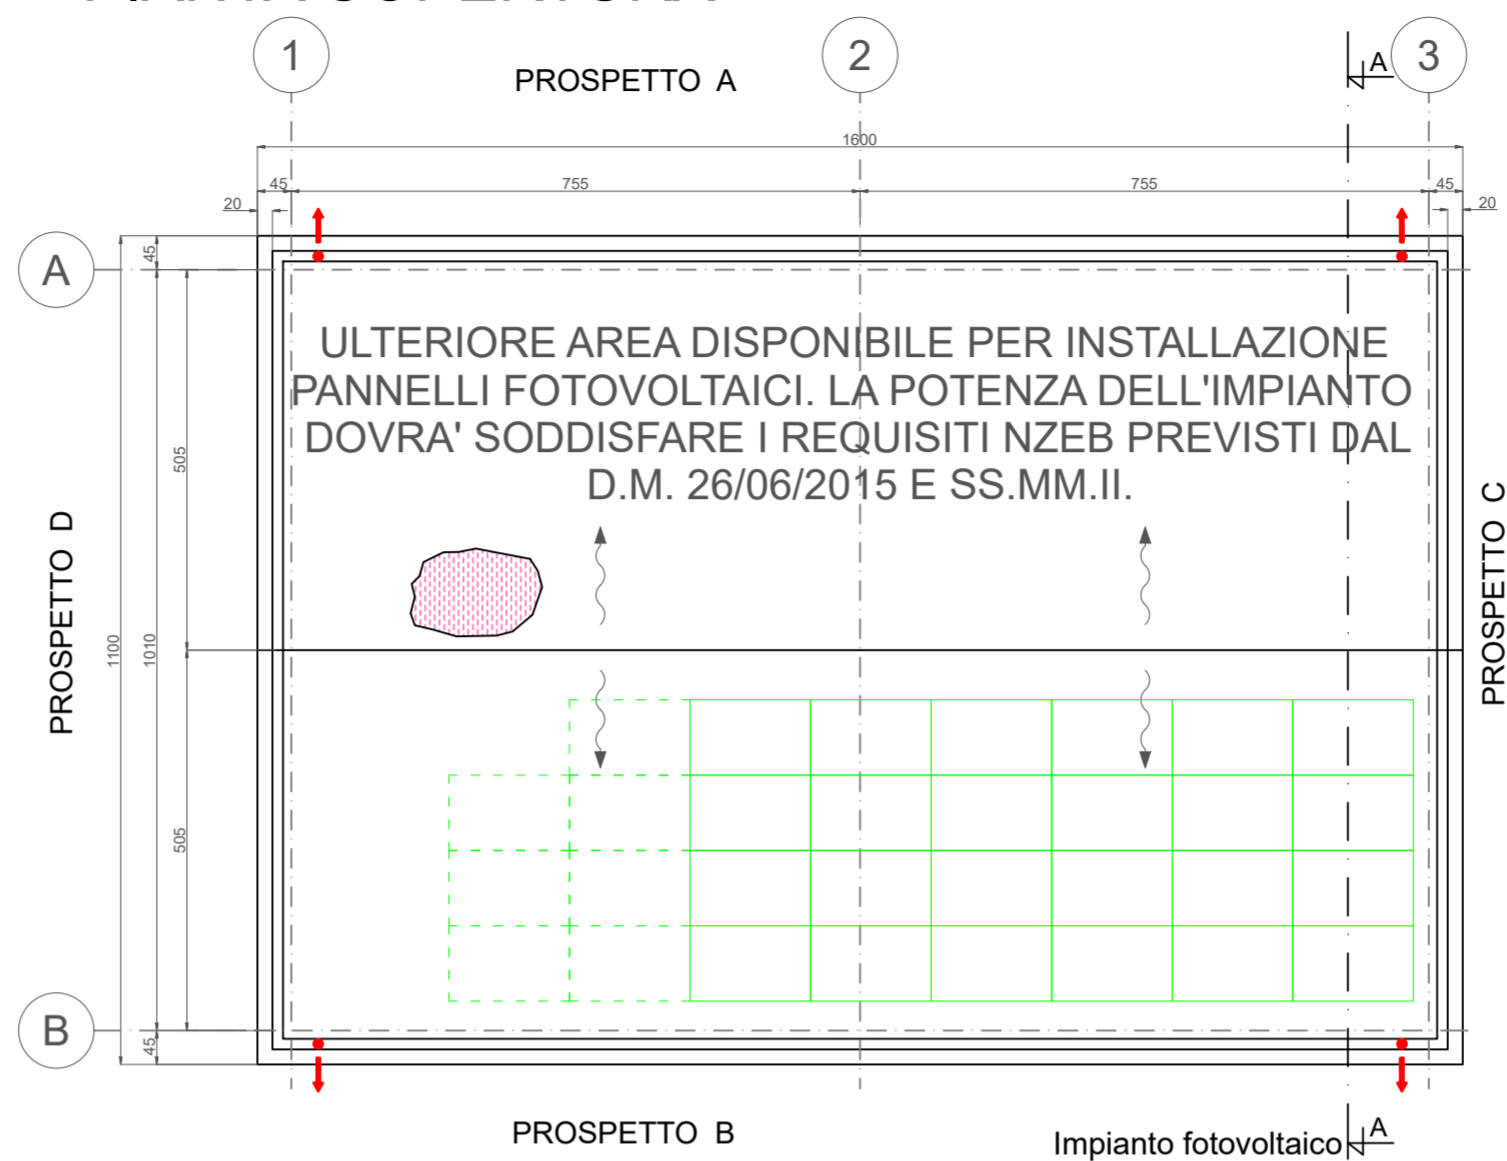 1
2
3
A
PROSPETTO A
1600
45
755
755
45
20
20
A
45
ULTERIORE AREA DISPONIBILE PER INSTALLAZIONE
PANNELLI FOTOVOLTAICI. LA POTENZA DELL'IMPIANTO
DOVRA' SODDISFARE I REQUISITI NZEB PREVISTI DAL
D.M. 26/06/2015 E SS.MM.II.
505
PROSPETTO D
1100
1010
PROSPETTO C
505
B
45
PROSPETTO B
Impianto fotovoltaico
A